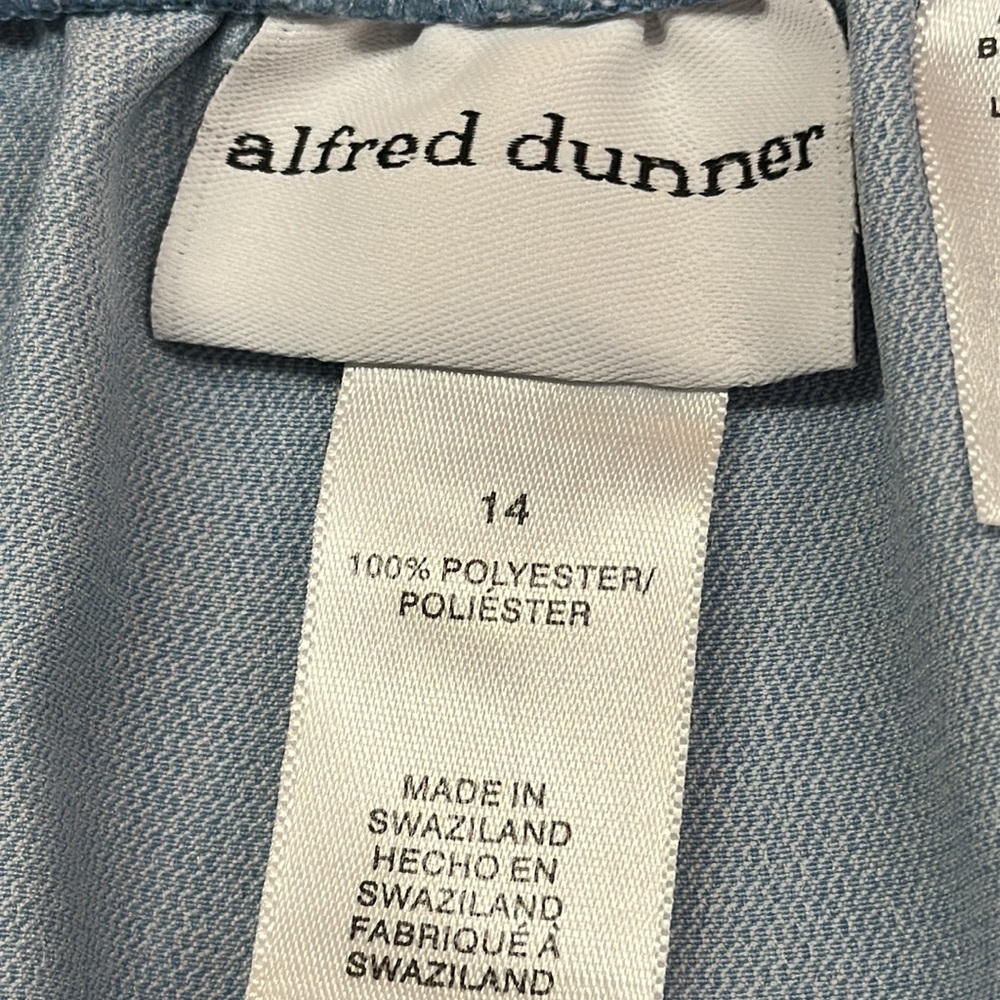 alfred dunner
14
100% POLYESTER/
POLIÉSTER
MADE IN
SWAZILAND
HECHO EN
SWAZILAND
FABRIQUÉ À
SWAZILAND